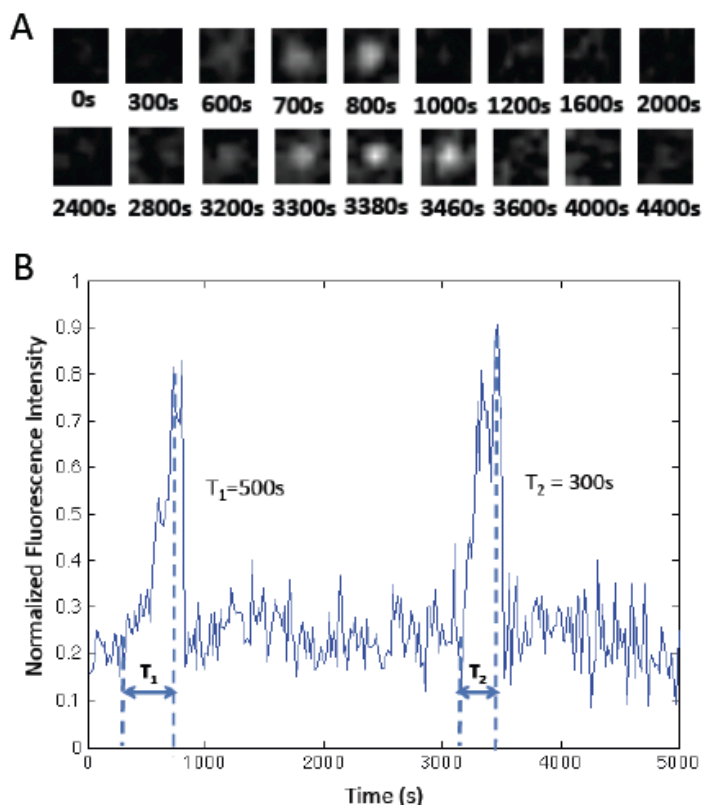 A
0s 300s 600s 700s 800s 1000s 1200s 1600s 2000s
2400s 2800s 3200s 3300s 3380s 3460s 3600s 4000s 4400s
B
1
0.9
0.8
0.7
0.6
0.5
0.4
0.3
0.2
0.1
0
Normalized Fluorescence Intensity
T₁=500s
T₂ = 300s
T₁
T₂
0 1000 2000 3000 4000 5000
Time (s)